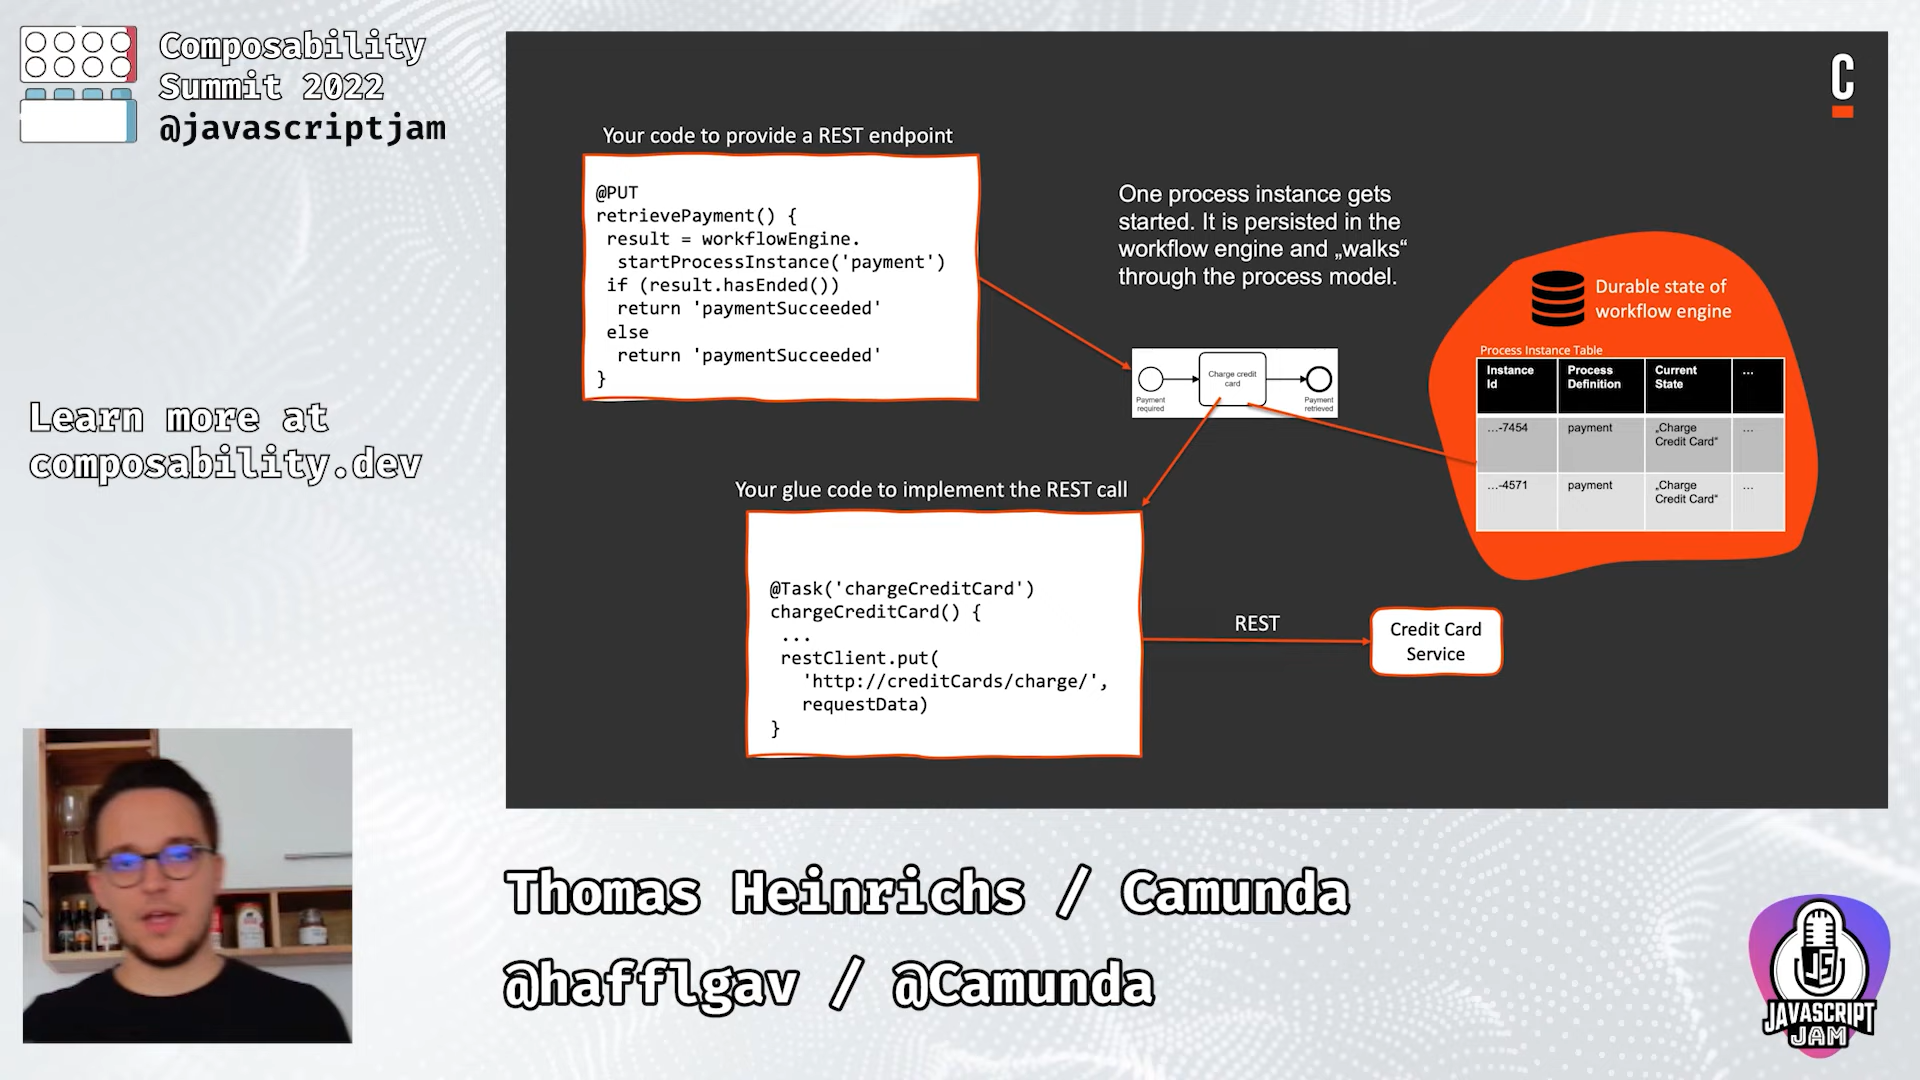 Composability
Summit 2022
@javascriptjam
Learn more at
composability.dev
C
Your code to provide a REST endpoint
@PUT
retrievePayment() {
result = workflowEngine.
startProcessInstance('payment')
if (result.hasEnded())
return 'paymentSucceeded'
else
return 'paymentSucceeded'
}
One process instance gets
started. It is persisted in the
workflow engine and „walks“
through the process model.
Payment
required
Charge credit
card
Payment
retrieved
Durable state of
workflow engine
Process Instance Table
Instance Id Process Definition Current State ...
...-7454 payment „Charge Credit Card“ ...
...-4571 payment „Charge Credit Card“ ...
Your glue code to implement the REST call
@Task('chargeCreditCard')
chargeCreditCard() {
...
restClient.put(
'http://creditCards/charge/',
requestData)
}
REST
Credit Card
Service
Thomas Heinrichs / Camunda
@hafflgav / @Camunda
JS
JAVASCRIPT
JAM